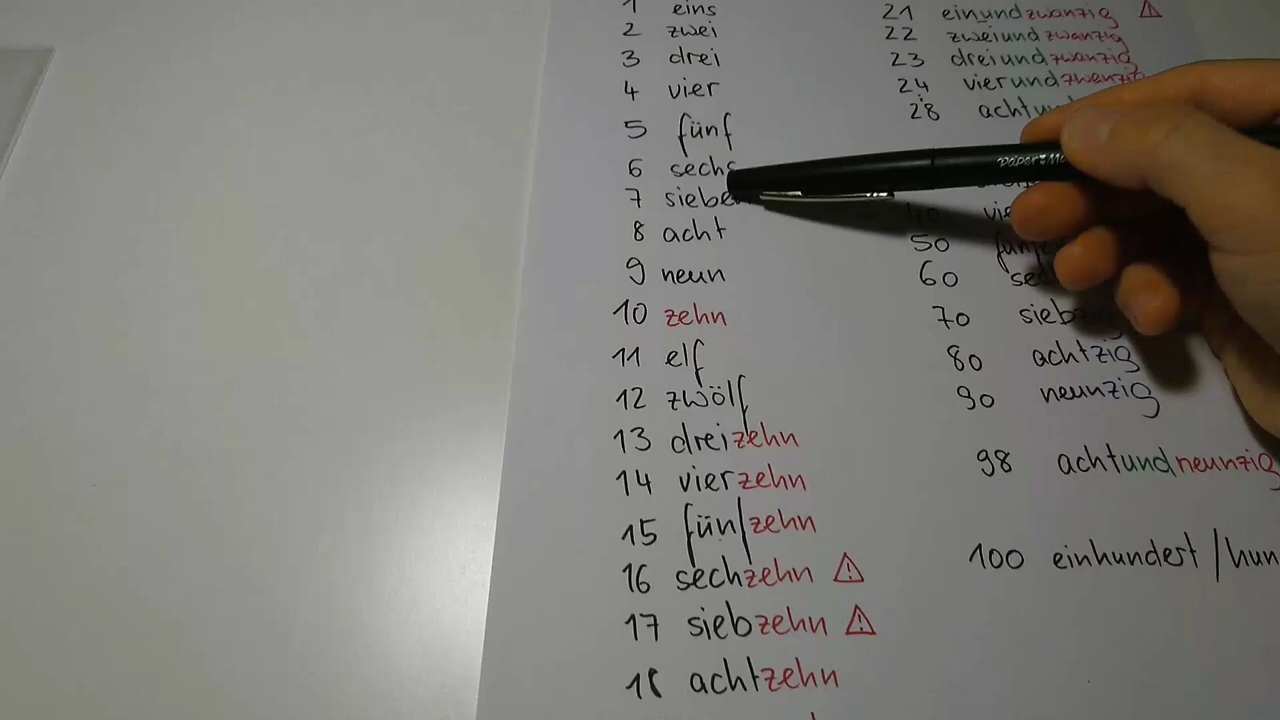 1 eins
2 zwei
3 drei
4 vier
5 fünf
6 sechs
7 sieben
8 acht
9 neun
10 zehn
11 elf
12 zwölf
13 dreizehn
14 vierzehn
15 fünfzehn
16 sechzehn
17 siebzehn
18 achtzehn
21 einundzwanzig
22 zweiundzwanzig
23 dreiundzwanzig
24 vierundzwanzig
28
40
50
60
70
80 achtzig
90 neunzig
98 achtundneunzig
100 einhundert /